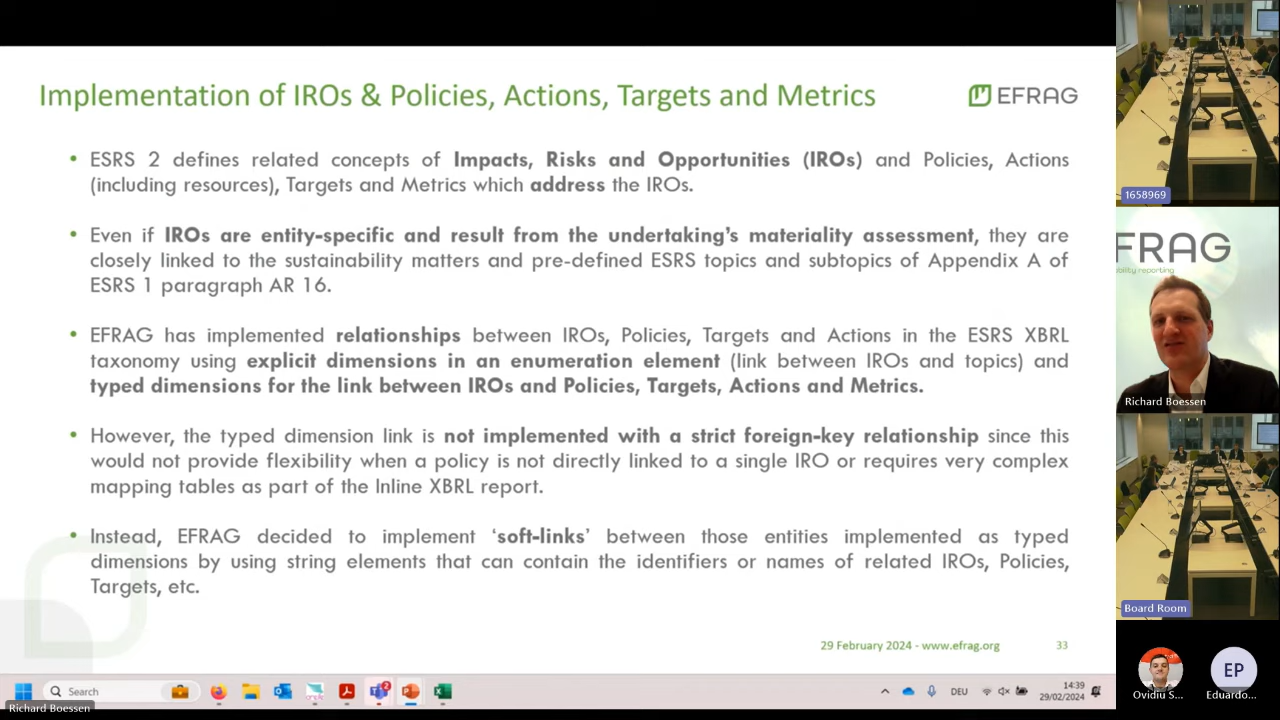 Implementation of IROs & Policies, Actions, Targets and Metrics
EFRAG
• ESRS 2 defines related concepts of Impacts, Risks and Opportunities (IROs) and Policies, Actions
(including resources), Targets and Metrics which address the IROs.
• Even if IROs are entity-specific and result from the undertaking's materiality assessment, they are
closely linked to the sustainability matters and pre-defined ESRS topics and subtopics of Appendix A of
ESRS 1 paragraph AR 16.
• EFRAG has implemented relationships between IROs, Policies, Targets and Actions in the ESRS XBRL
taxonomy using explicit dimensions in an enumeration element (link between IROs and topics) and
typed dimensions for the link between IROs and Policies, Targets, Actions and Metrics.
• However, the typed dimension link is not implemented with a strict foreign-key relationship since this
would not provide flexibility when a policy is not directly linked to a single IRO or requires very complex
mapping tables as part of the Inline XBRL report.
• Instead, EFRAG decided to implement 'soft-links' between those entities implemented as typed
dimensions by using string elements that can contain the identifiers or names of related IROs, Policies,
Targets, etc.
29 February 2024 - www.efrag.org
33
Search
DEU
14:39
29/02/2024
Richard Boessen
1658969
FRAG
ibility reporting
Richard Boessen
Board Room
EP
Ovidiu S...
Eduardo...